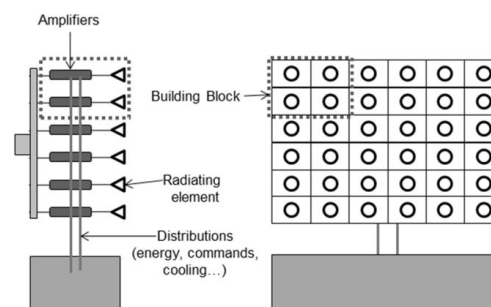 Amplifiers
Building Block
Radiating
element
Distributions
(energy, commands,
cooling...)